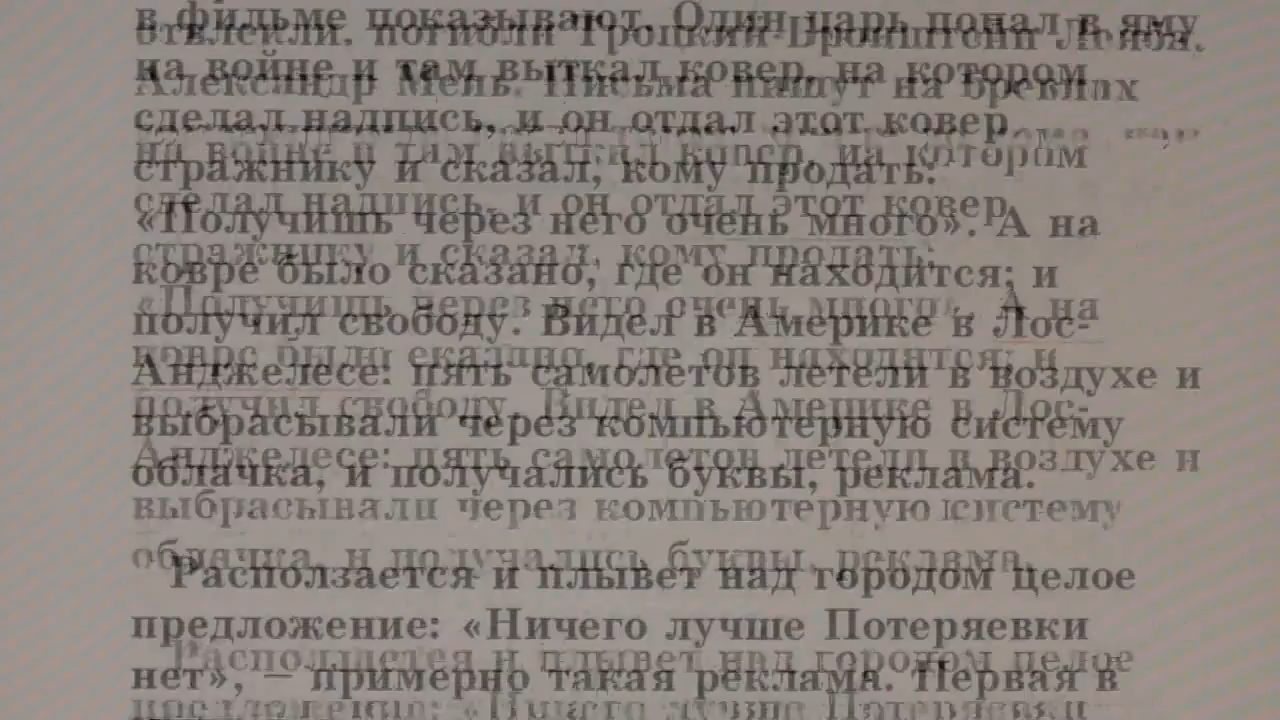 в фильме показывают. Один царь попал в яму
на войне и там выткал ковер, на котором
сделал надпись, и он отдал этот ковер
стражнику и сказал, кому продать:
«Получишь через него очень много». А на
ковре было сказано, где он находится; и
получил свободу. Видел в Америке в Лос-
Анджелесе: пять самолетов летели в воздухе и
выбрасывали через компьютерную систему
облачка, и получались буквы, реклама.
Расползается и плывет над городом целое
предложение: «Ничего лучше Потеряевки
нет», – примерно такая реклама. Первая в